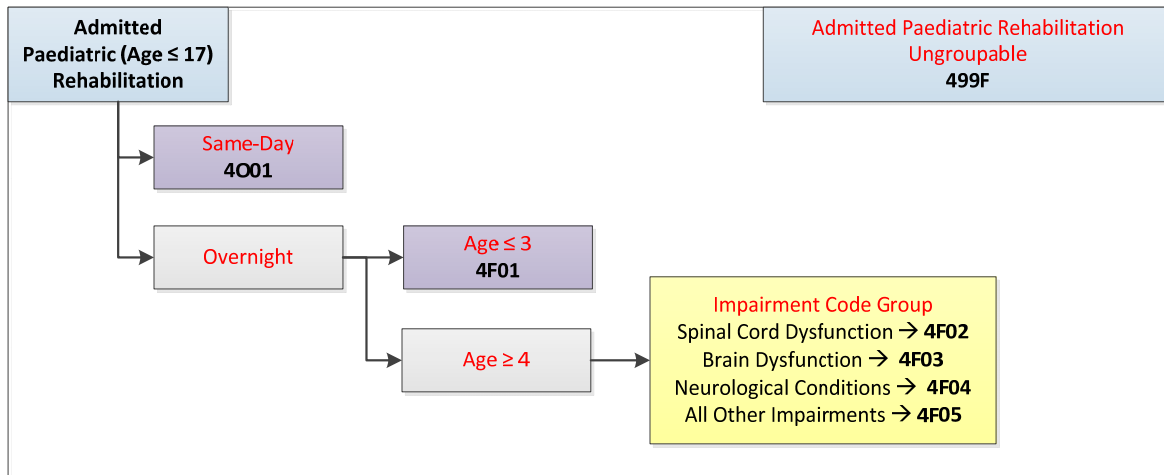 Admitted
Paediatric (Age ≤ 17)
Rehabilitation
Admitted Paediatric Rehabilitation
Ungroupable
499F
Same-Day
4O01
Overnight
Age ≤ 3
4F01
Age ≥ 4
Impairment Code Group
Spinal Cord Dysfunction → 4F02
Brain Dysfunction → 4F03
Neurological Conditions → 4F04
All Other Impairments → 4F05